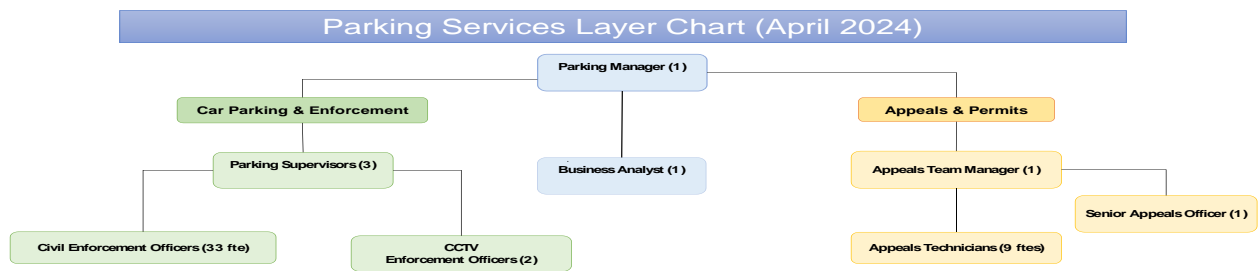 Parking Services Layer Chart (April 2024)
Parking Manager (1)
Car Parking & Enforcement
Appeals & Permits
Parking Supervisors (3)
Business Analyst (1)
Appeals Team Manager (1)
Senior Appeals Officer (1)
Civil Enforcement Officers (33 fte)
CCTV
Enforcement Officers (2)
Appeals Technicians (9 ftes)